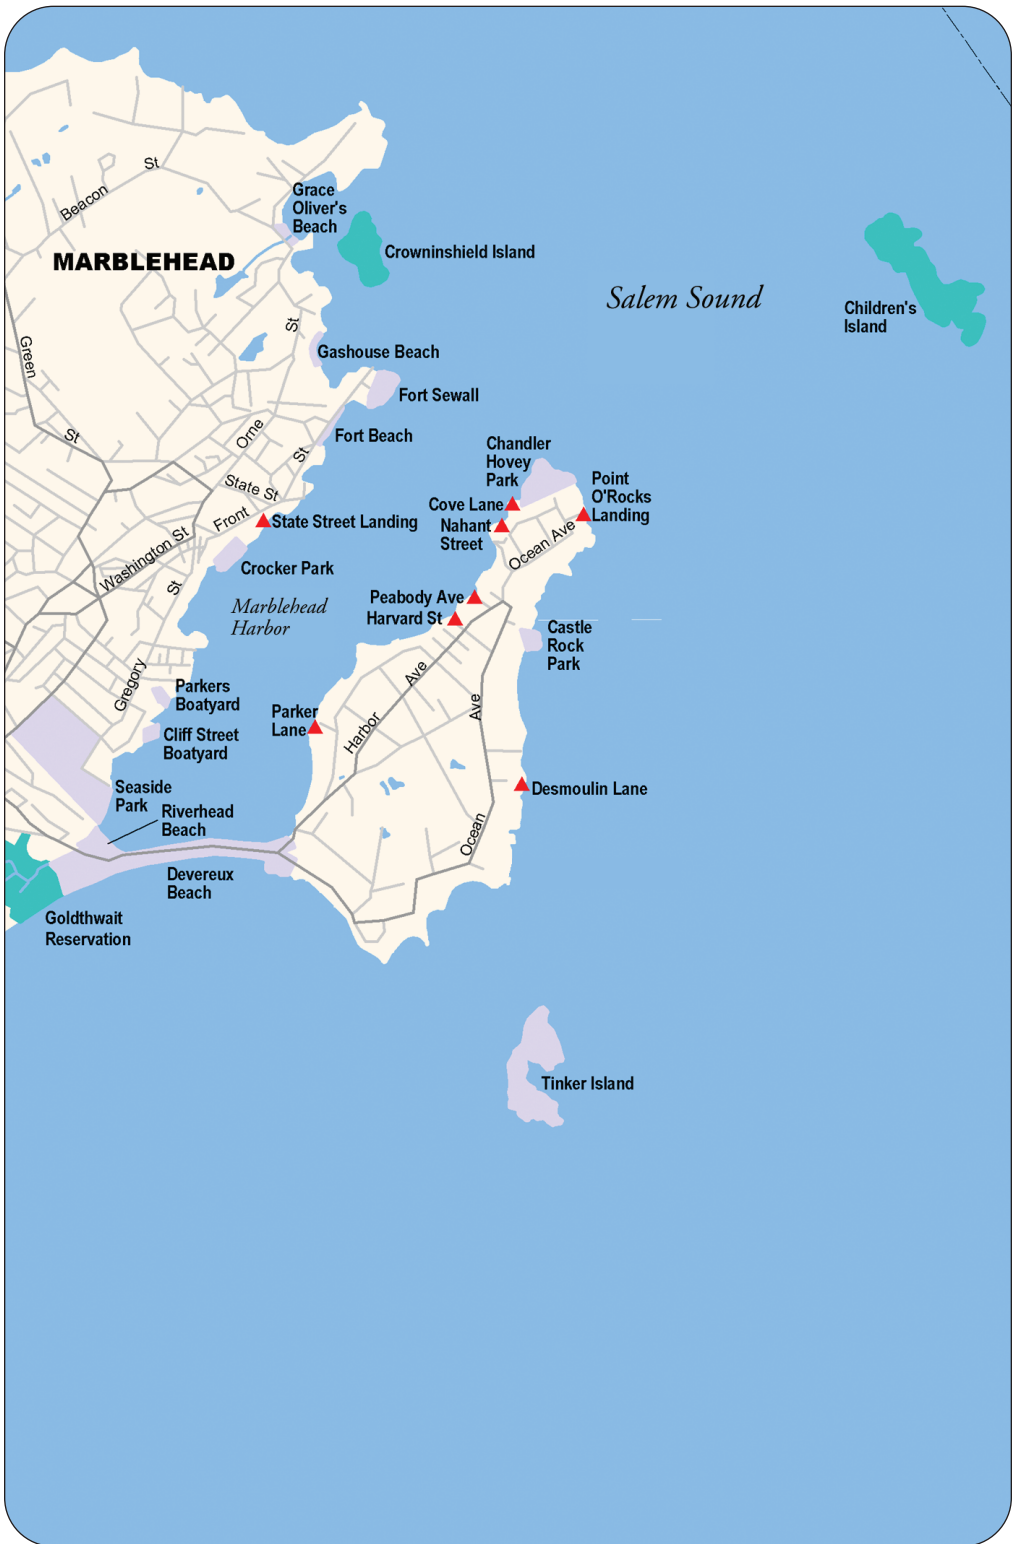 Beacon
St
Grace
Oliver's
Beach
MARBLEHEAD
Crowninshield Island
Salem Sound
Children's
Island
Green
St
St
Gashouse Beach
Fort Sewall
Orne
St
Fort Beach
Chandler
Hovey
Park
Point
O'Rocks
Landing
State St
Front
State Street Landing
Cove Lane
Nahant
Street
Ocean Ave
Washington St
St
Crocker Park
Marblehead
Harbor
Peabody Ave
Harvard St
Castle
Rock
Park
Gregory
Parkers
Boatyard
Cliff Street
Boatyard
Parker
Lane
Harbor
Ave
Ave
Ocean
Desmoulin Lane
Seaside
Park
Riverhead
Beach
Devereux
Beach
Goldthwait
Reservation
Tinker Island